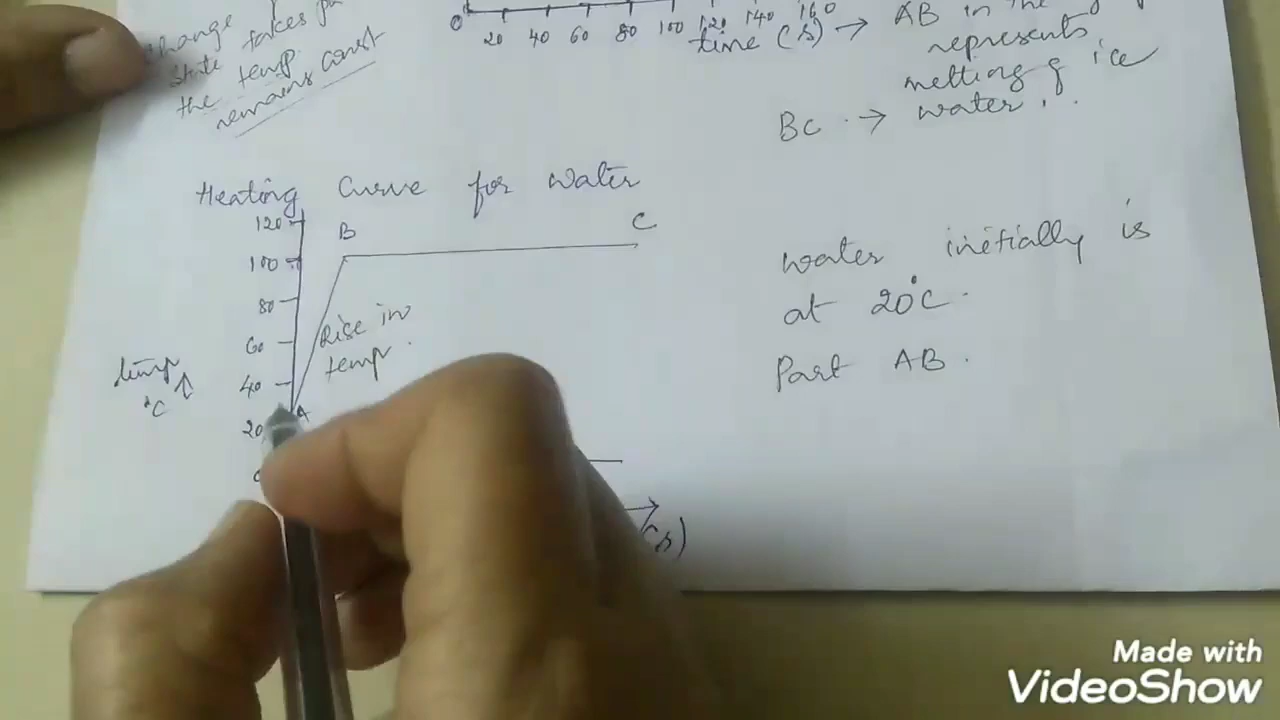 change
state takes
the temp.
remains const
0 20 40 60 80 100 120 140 160
time (s) →
AB in the
represents
melting of ice
BC → water.
Heating Curve for water
120
100
80
60
40
20
B
C
A
Rise in
temp.
temp ↑
°C
(s)
water initially is
at 20°C.
Part AB.
Made with
VideoShow